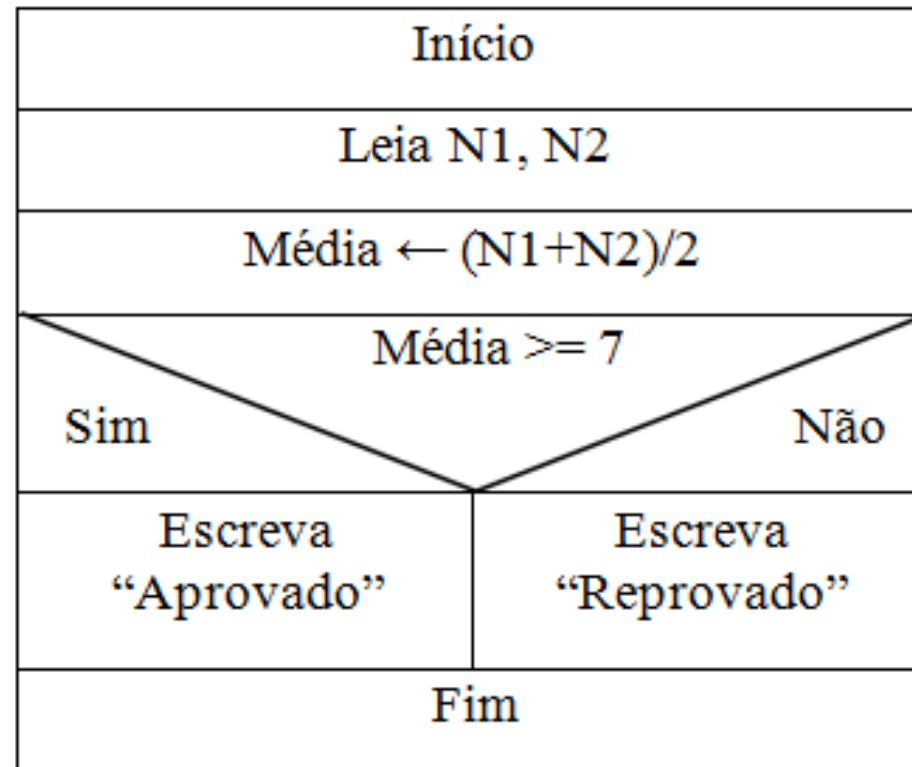 Início
Leia N1, N2
Média ← (N1+N2)/2
Média >= 7
Sim
Não
Escreva
“Aprovado”
Escreva
“Reprovado”
Fim